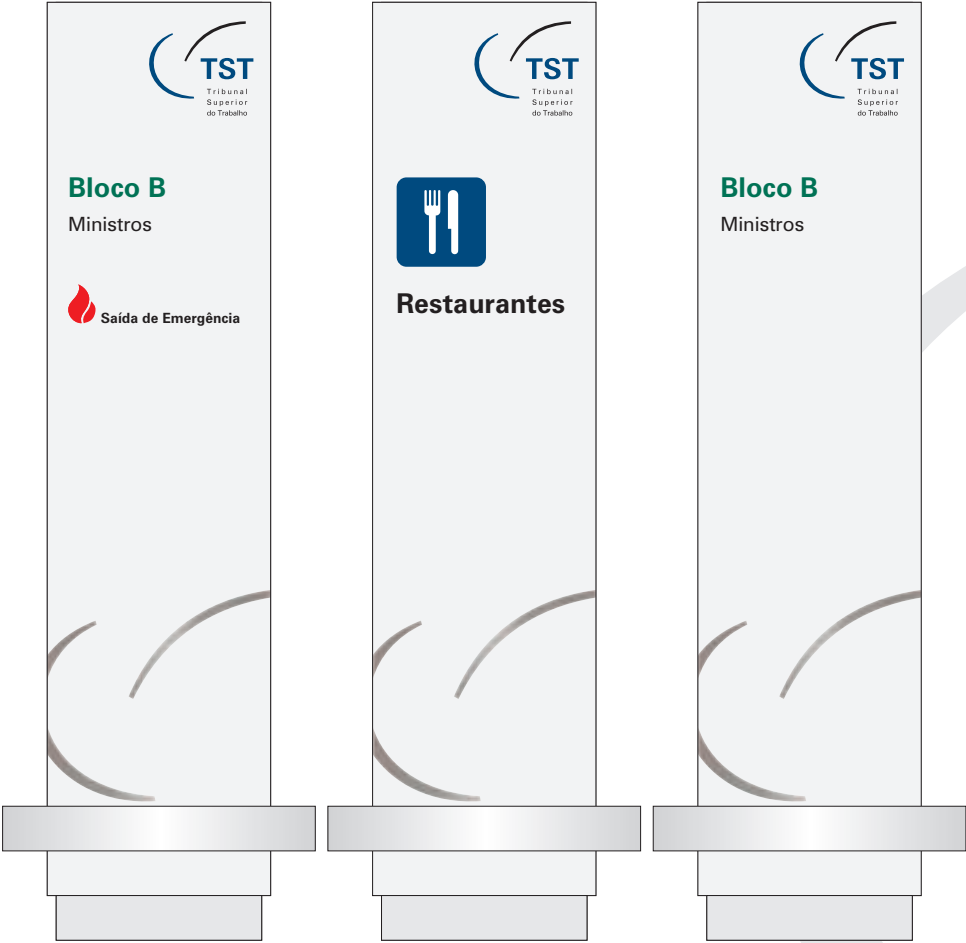 TST
Tribunal
Superior
do Trabalho
Bloco B
Ministros
Saída de Emergência
TST
Tribunal
Superior
do Trabalho
Restaurantes
TST
Tribunal
Superior
do Trabalho
Bloco B
Ministros